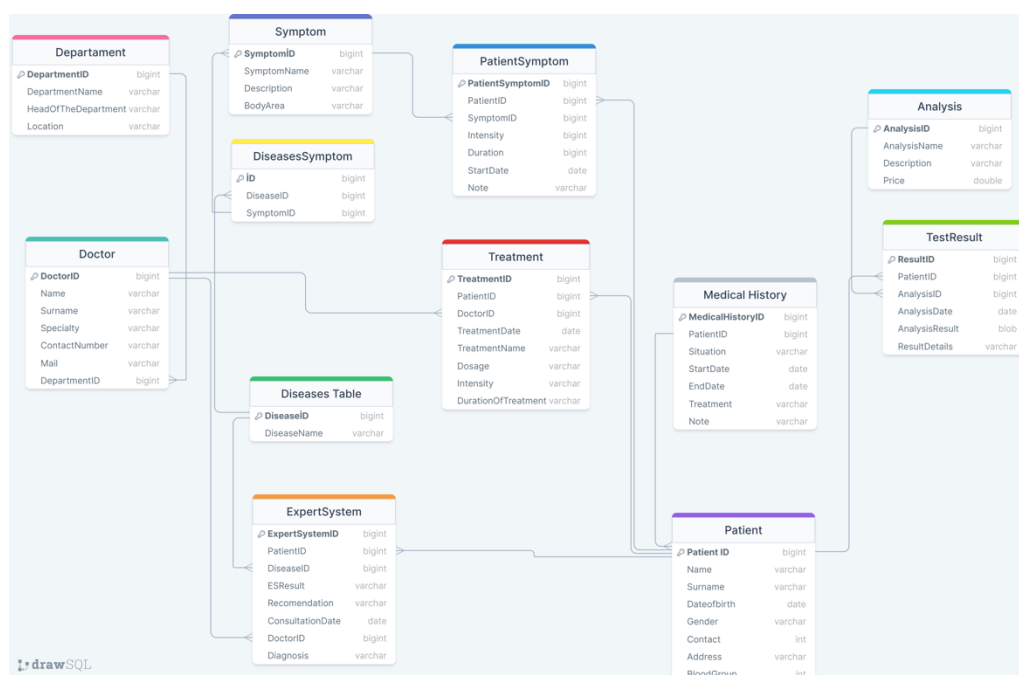 Departament
DepartmentID bigint
DepartmentName varchar
HeadOfTheDepartment varchar
Location varchar
Symptom
SymptomİD bigint
SymptomName varchar
Description varchar
BodyArea varchar
PatientSymptom
PatientSymptomID bigint
PatientID bigint
SymptomID bigint
Intensity bigint
Duration bigint
StartDate date
Note varchar
Analysis
AnalysisID bigint
AnalysisName varchar
Description varchar
Price double
DiseasesSymptom
İD bigint
DiseaseID bigint
SymptomID bigint
Doctor
DoctorID bigint
Name varchar
Surname varchar
Specialty varchar
ContactNumber varchar
Mail varchar
DepartmentID bigint
Treatment
TreatmentID bigint
PatientID bigint
DoctorID bigint
TreatmentDate date
TreatmentName varchar
Dosage varchar
Intensity varchar
DurationOfTreatment varchar
TestResult
ResultID bigint
PatientID bigint
AnalysisID bigint
AnalysisDate date
AnalysisResult blob
ResultDetails varchar
Medical History
MedicalHistoryID bigint
PatientID bigint
Situation varchar
StartDate date
EndDate date
Treatment varchar
Note varchar
Diseases Table
DiseaseİD bigint
DiseaseName varchar
ExpertSystem
ExpertSystemID bigint
PatientID bigint
DiseaseID bigint
ESResult varchar
Recomendation varchar
ConsultationDate date
DoctorID bigint
Diagnosis varchar
Patient
Patient ID bigint
Name varchar
Surname varchar
Dateofbirth date
Gender varchar
Contact int
Address varchar
BloodGroup int
drawSQL